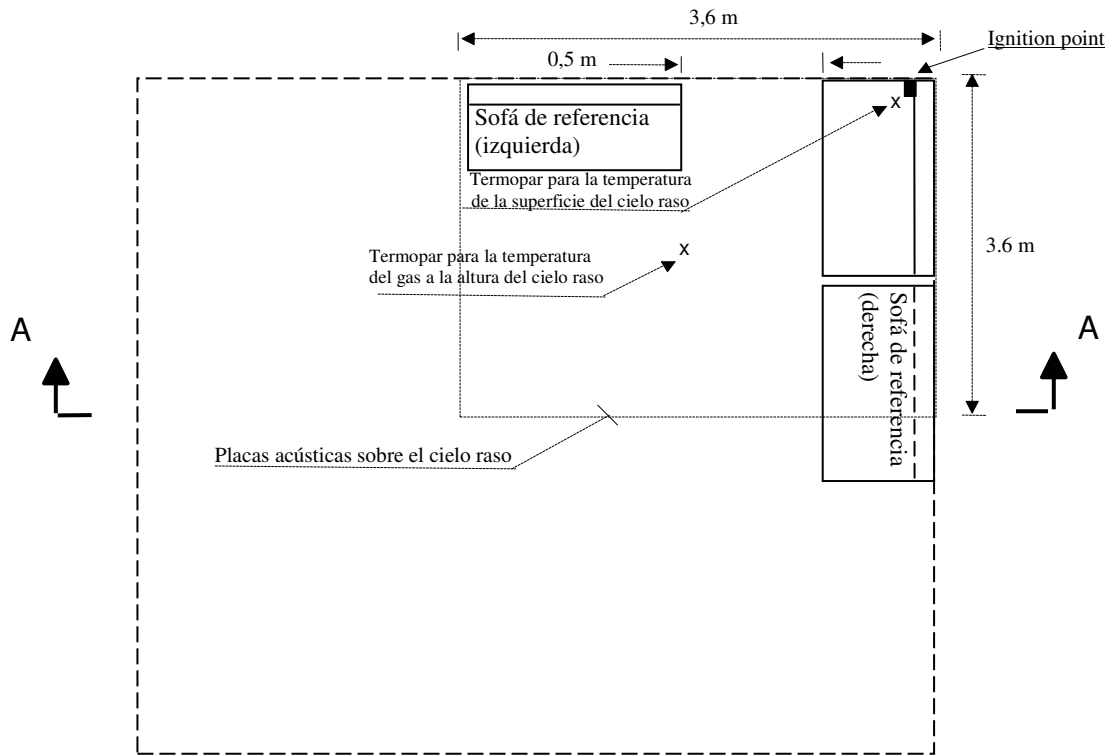 3,6 m
Ignition point
0,5 m
x
Sofá de referencia
(izquierda)
Termopar para la temperatura
de la superficie del cielo raso
3.6 m
x
Termopar para la temperatura
del gas a la altura del cielo raso
Sofá de referencia
(derecha)
A
A
Placas acústicas sobre el cielo raso